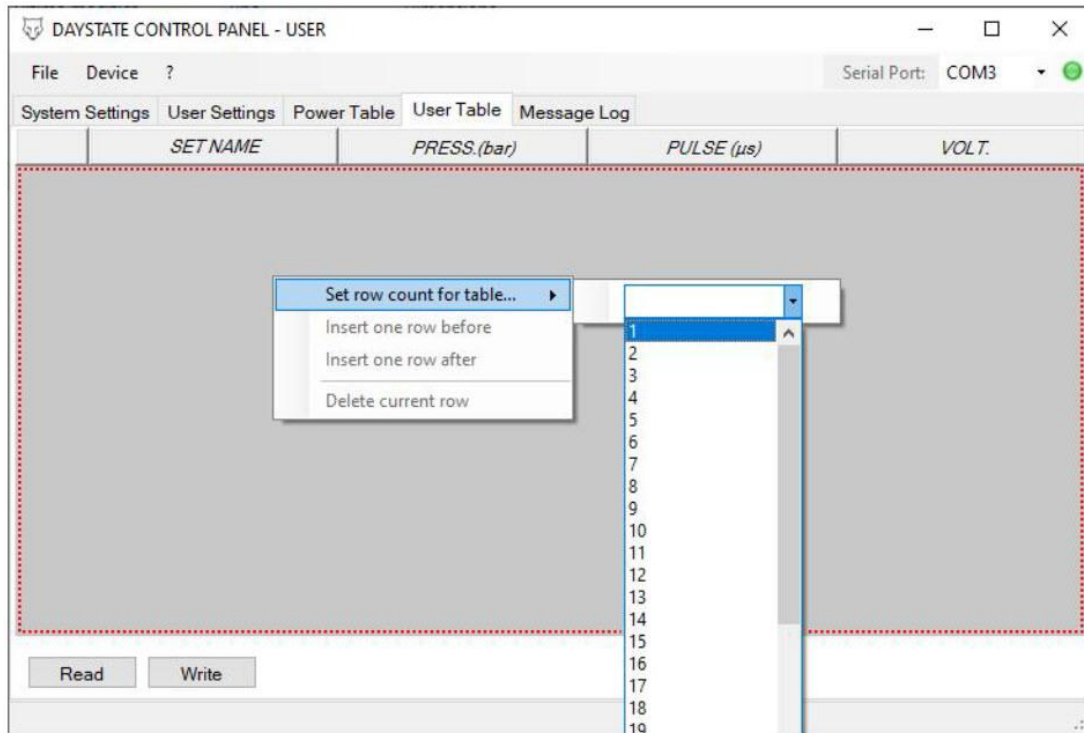 DAYSTATE CONTROL PANEL - USER
File Device ? Serial Port: COM3
System Settings User Settings Power Table User Table Message Log
SET NAME PRESS.(bar) PULSE (µs) VOLT.
Set row count for table...
Insert one row before
Insert one row after
Delete current row
1
2
3
4
5
6
7
8
9
10
11
12
13
14
15
16
17
18
19
Read Write